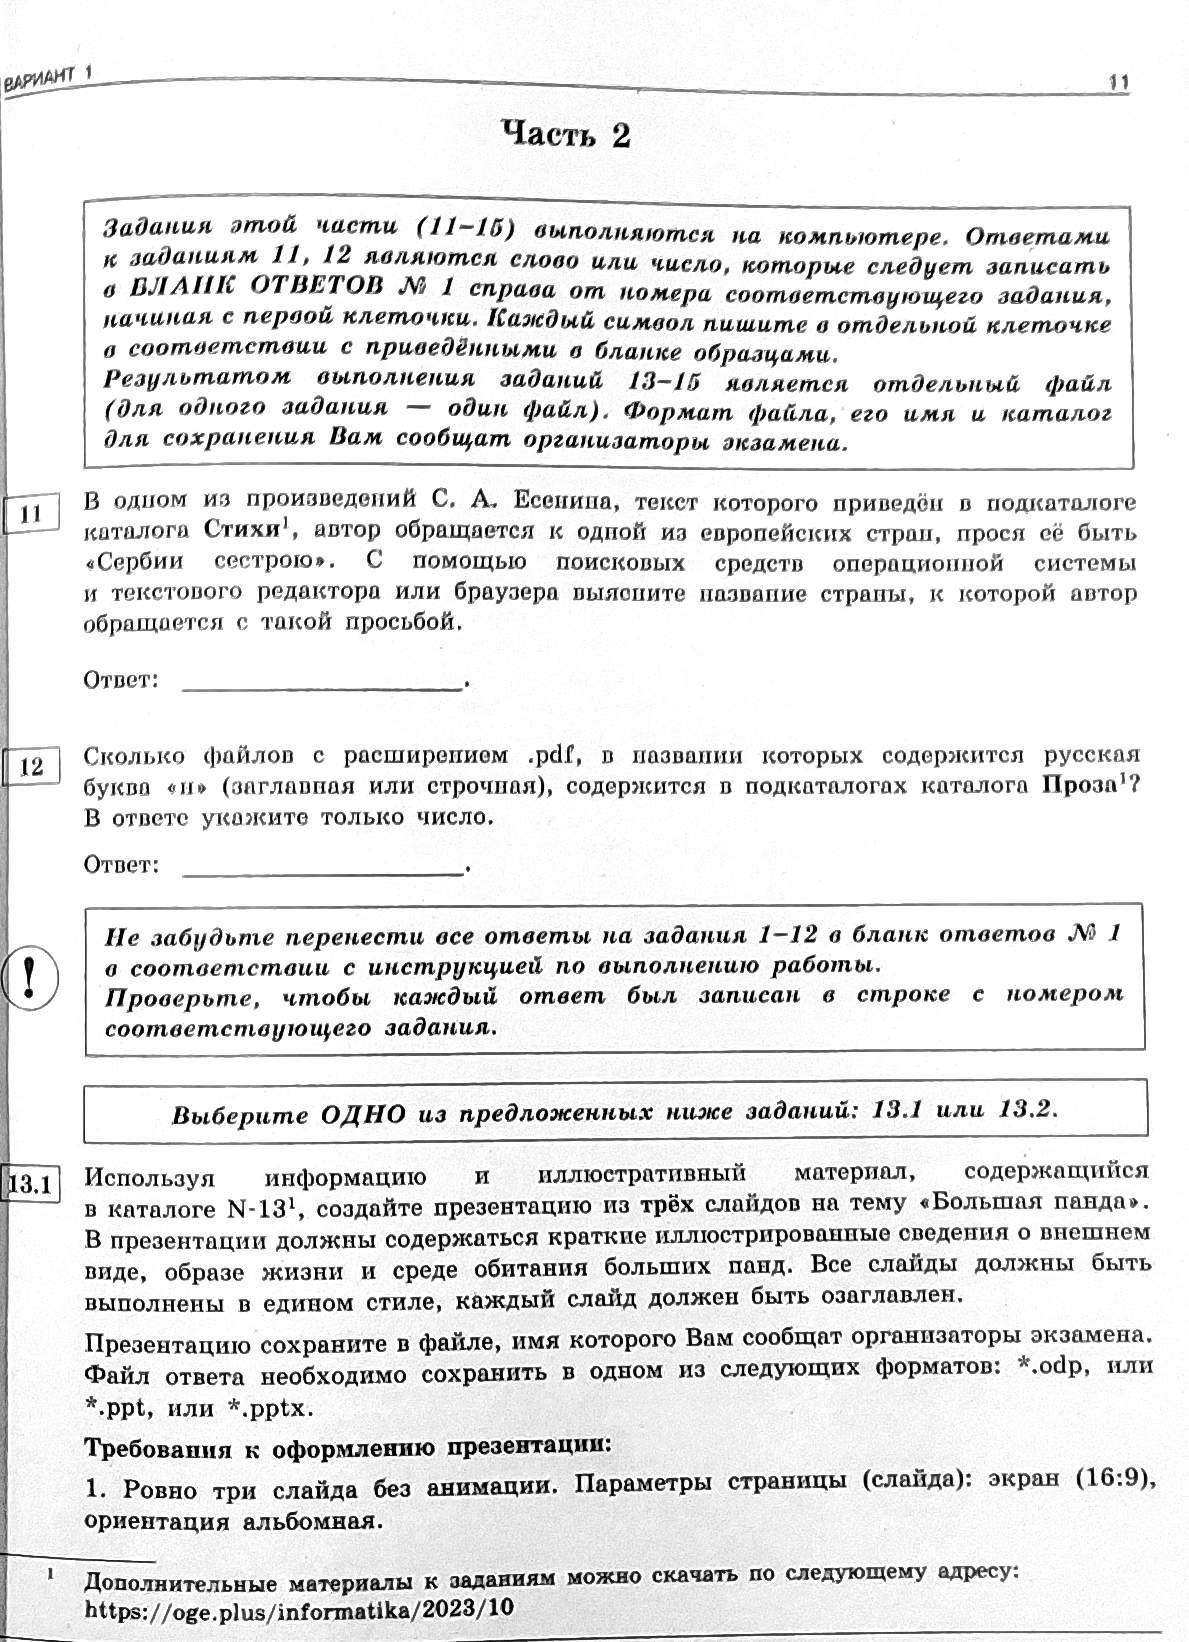 ВАРИАНТ 1
11
Часть 2
Задания этой части (11–15) выполняются на компьютере. Ответами
к заданиям 11, 12 являются слово или число, которые следует записать
в БЛАНК ОТВЕТОВ № 1 справа от номера соответствующего задания,
начиная с первой клеточки. Каждый символ пишите в отдельной клеточке
в соответствии с приведёнными в бланке образцами.
Результатом выполнения заданий 13–15 является отдельный файл
(для одного задания — один файл). Формат файла, его имя и каталог
для сохранения Вам сообщат организаторы экзамена.
11
В одном из произведений С. А. Есенина, текст которого приведён в подкаталоге
каталога Стихи¹, автор обращается к одной из европейских стран, прося её быть
«Сербии сестрою». С помощью поисковых средств операционной системы
и текстового редактора или браузера выясните название страны, к которой автор
обращается с такой просьбой.
Ответ: ____________________.
12
Сколько файлов с расширением .pdf, в названии которых содержится русская
буква «н» (заглавная или строчная), содержится в подкаталогах каталога Проза¹?
В ответе укажите только число.
Ответ: ____________________.
!
Не забудьте перенести все ответы на задания 1–12 в бланк ответов № 1
в соответствии с инструкцией по выполнению работы.
Проверьте, чтобы каждый ответ был записан в строке с номером
соответствующего задания.
Выберите ОДНО из предложенных ниже заданий: 13.1 или 13.2.
13.1
Используя информацию и иллюстративный материал, содержащийся
в каталоге N-13¹, создайте презентацию из трёх слайдов на тему «Большая панда».
В презентации должны содержаться краткие иллюстрированные сведения о внешнем
виде, образе жизни и среде обитания больших панд. Все слайды должны быть
выполнены в едином стиле, каждый слайд должен быть озаглавлен.
Презентацию сохраните в файле, имя которого Вам сообщат организаторы экзамена.
Файл ответа необходимо сохранить в одном из следующих форматов: *.odp, или
*.ppt, или *.pptx.
Требования к оформлению презентации:
1. Ровно три слайда без анимации. Параметры страницы (слайда): экран (16:9),
ориентация альбомная.
¹ Дополнительные материалы к заданиям можно скачать по следующему адресу:
https://oge.plus/informatika/2023/10